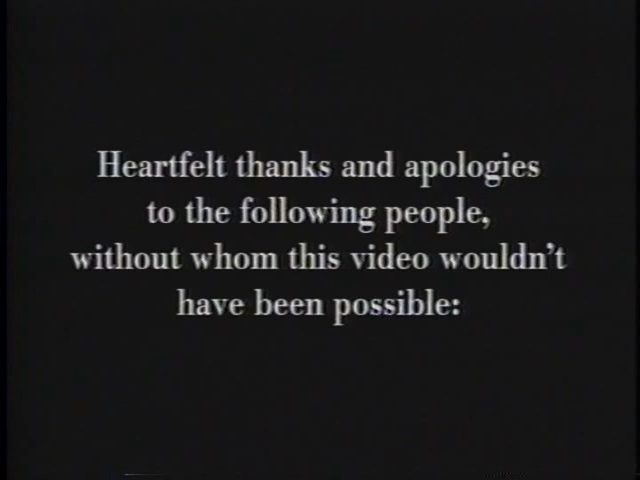 Heartfelt thanks and apologies
to the following people,
without whom this video wouldn't
have been possible: